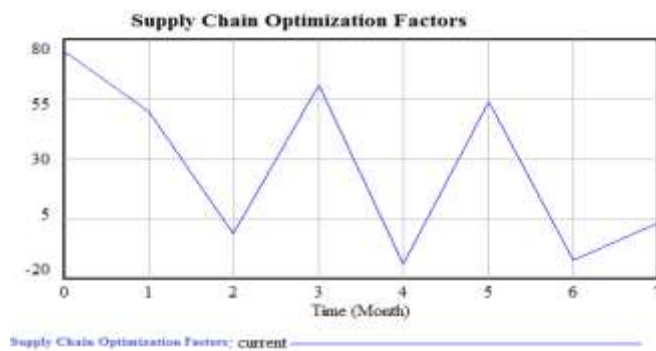 Supply Chain Optimization Factors
80
55
30
5
-20
0 1 2 3 4 5 6 7
Time (Month)
Supply Chain Optimization Factors: current